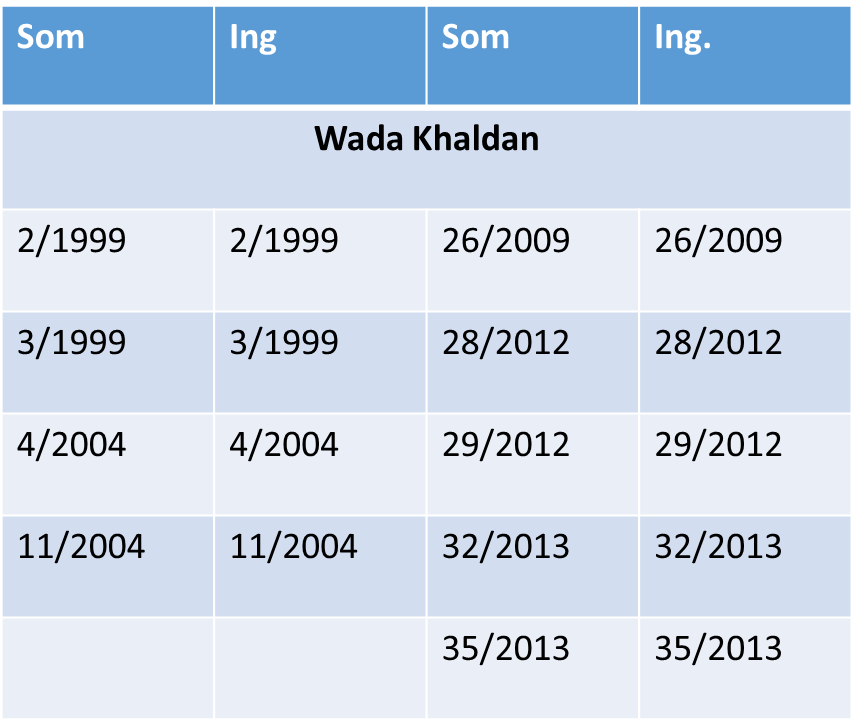 Som Ing Som Ing.
Wada Khaldan
2/1999 2/1999 26/2009 26/2009
3/1999 3/1999 28/2012 28/2012
4/2004 4/2004 29/2012 29/2012
11/2004 11/2004 32/2013 32/2013
35/2013 35/2013